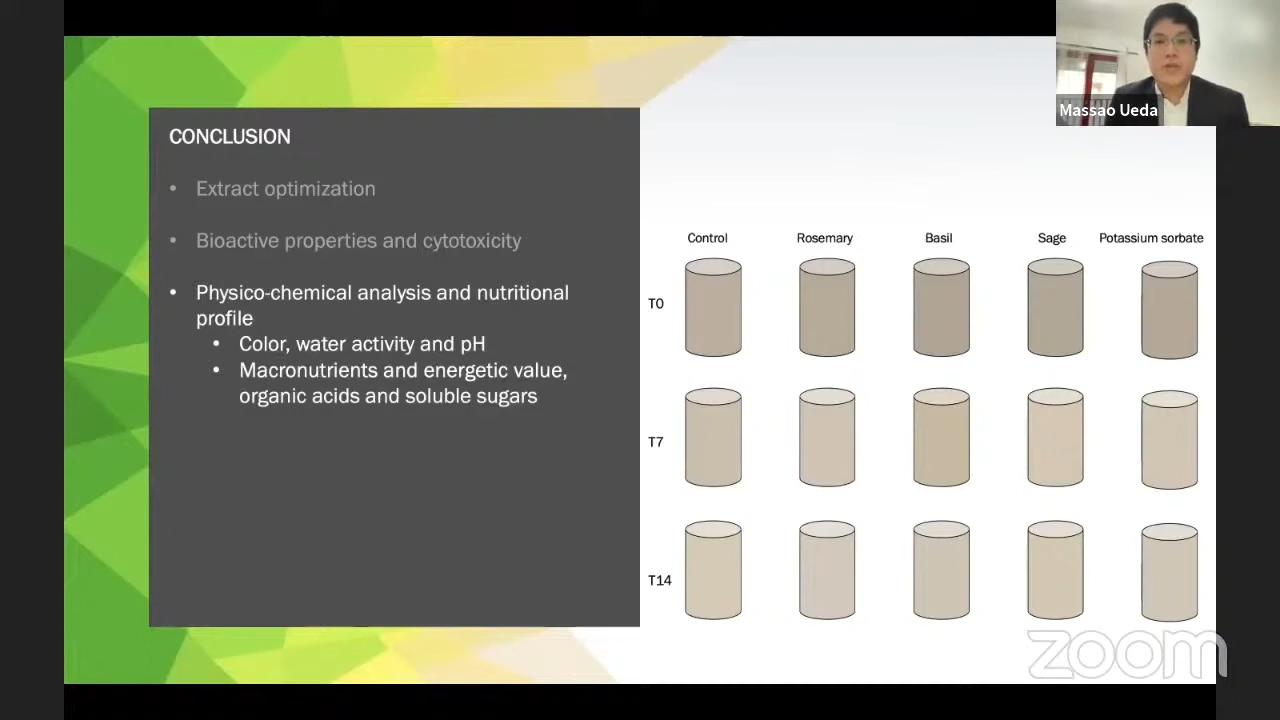 Massao Ueda
CONCLUSION
• Extract optimization
• Bioactive properties and cytotoxicity
• Physico-chemical analysis and nutritional
profile
• Color, water activity and pH
• Macronutrients and energetic value,
organic acids and soluble sugars
Control Rosemary Basil Sage Potassium sorbate
T0
T7
T14
zoom